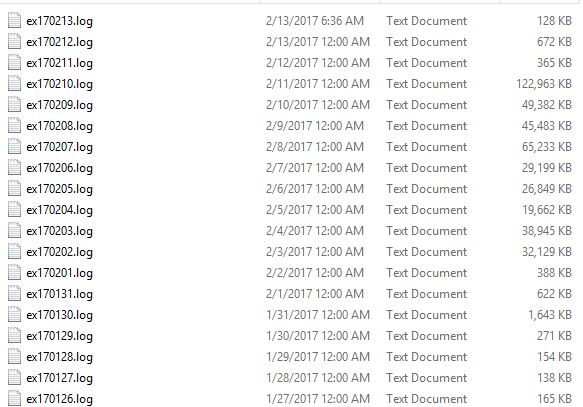 ex170213.log 2/13/2017 6:36 AM Text Document 128 KB
ex170212.log 2/13/2017 12:00 AM Text Document 672 KB
ex170211.log 2/12/2017 12:00 AM Text Document 365 KB
ex170210.log 2/11/2017 12:00 AM Text Document 122,963 KB
ex170209.log 2/10/2017 12:00 AM Text Document 49,382 KB
ex170208.log 2/9/2017 12:00 AM Text Document 45,483 KB
ex170207.log 2/8/2017 12:00 AM Text Document 65,233 KB
ex170206.log 2/7/2017 12:00 AM Text Document 29,199 KB
ex170205.log 2/6/2017 12:00 AM Text Document 26,849 KB
ex170204.log 2/5/2017 12:00 AM Text Document 19,662 KB
ex170203.log 2/4/2017 12:00 AM Text Document 38,945 KB
ex170202.log 2/3/2017 12:00 AM Text Document 32,129 KB
ex170201.log 2/2/2017 12:00 AM Text Document 388 KB
ex170131.log 2/1/2017 12:00 AM Text Document 622 KB
ex170130.log 1/31/2017 12:00 AM Text Document 1,643 KB
ex170129.log 1/30/2017 12:00 AM Text Document 271 KB
ex170128.log 1/29/2017 12:00 AM Text Document 154 KB
ex170127.log 1/28/2017 12:00 AM Text Document 138 KB
ex170126.log 1/27/2017 12:00 AM Text Document 165 KB